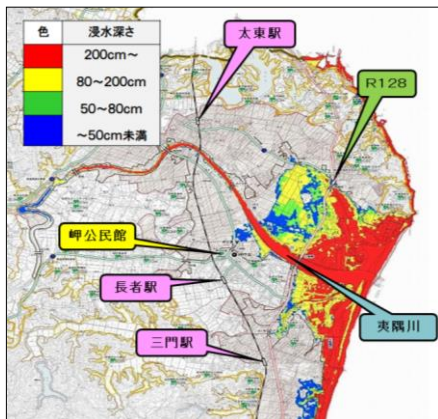 色 浸水深さ
200cm～
80～200cm
50～80cm
～50cm未満
太東駅
R128
岬公民館
長者駅
三門駅
夷隅川